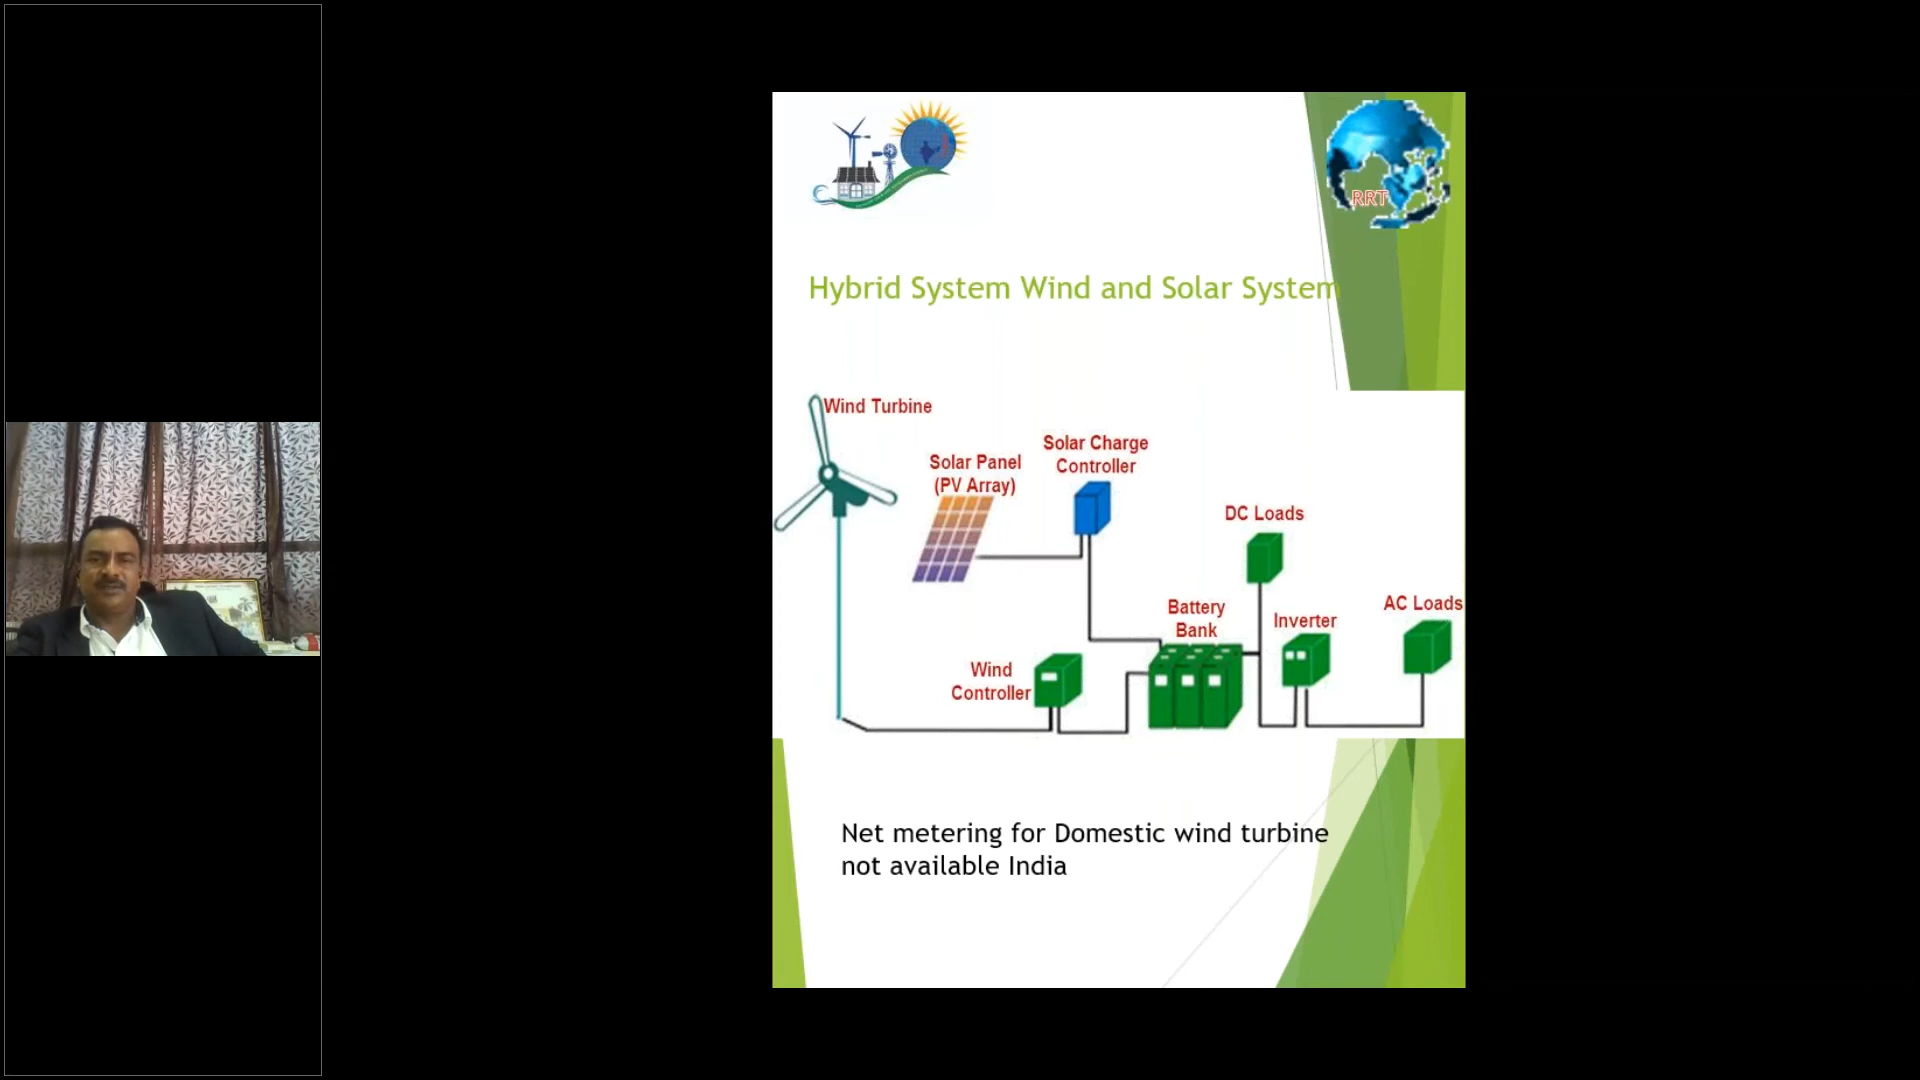 RRT
Hybrid System Wind and Solar System
Wind Turbine
Solar Panel
(PV Array)
Solar Charge
Controller
DC Loads
Battery
Bank
Inverter
AC Loads
Wind
Controller
Net metering for Domestic wind turbine
not available India